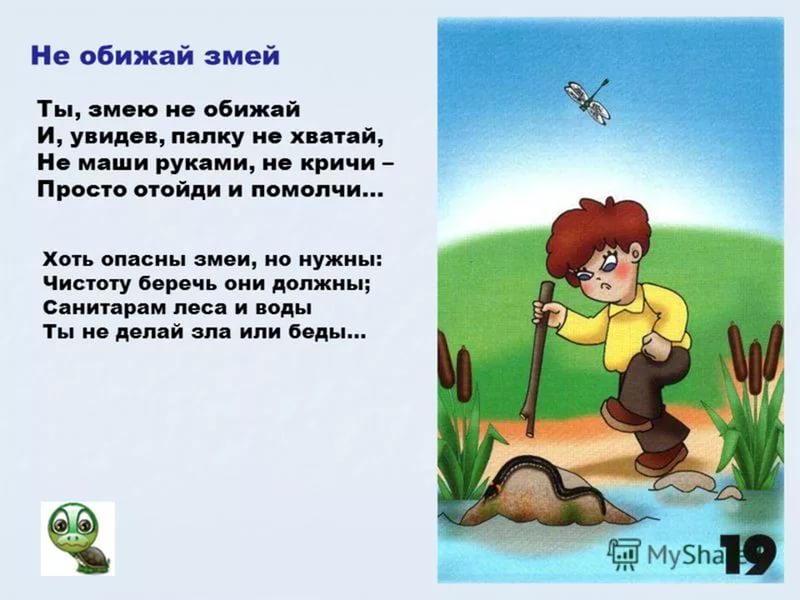 Не обижай змей
Ты, змею не обижай
И, увидев, палку не хватай,
Не маши руками, не кричи –
Просто отойди и помолчи...
Хоть опасны змеи, но нужны:
Чистоту беречь они должны;
Санитарам леса и воды
Ты не делай зла или беды...
MySha
19